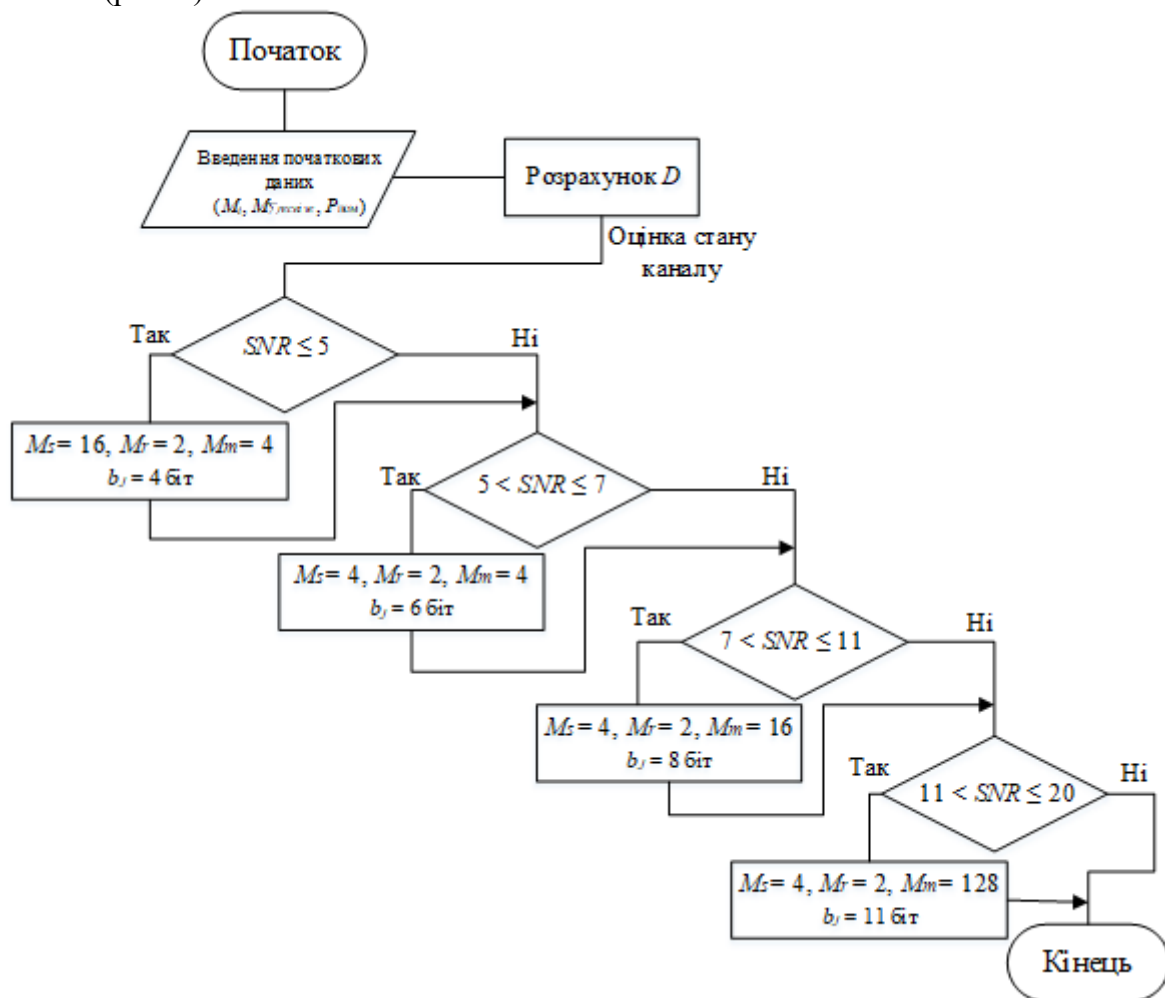 Початок
Введення початкових
даних
Розрахунок D
Оцінка стану
каналу
SNR ≤ 5
Так
Ні
Ms = 16, Mr = 2, Mm = 4
bj = 4 біт
5 < SNR ≤ 7
Так
Ні
Ms = 4, Mr = 2, Mm = 4
bj = 6 біт
7 < SNR ≤ 11
Так
Ні
Ms = 4, Mr = 2, Mm = 16
bj = 8 біт
11 < SNR ≤ 20
Так
Ні
Ms = 4, Mr = 2, Mm = 128
bj = 11 біт
Кінець